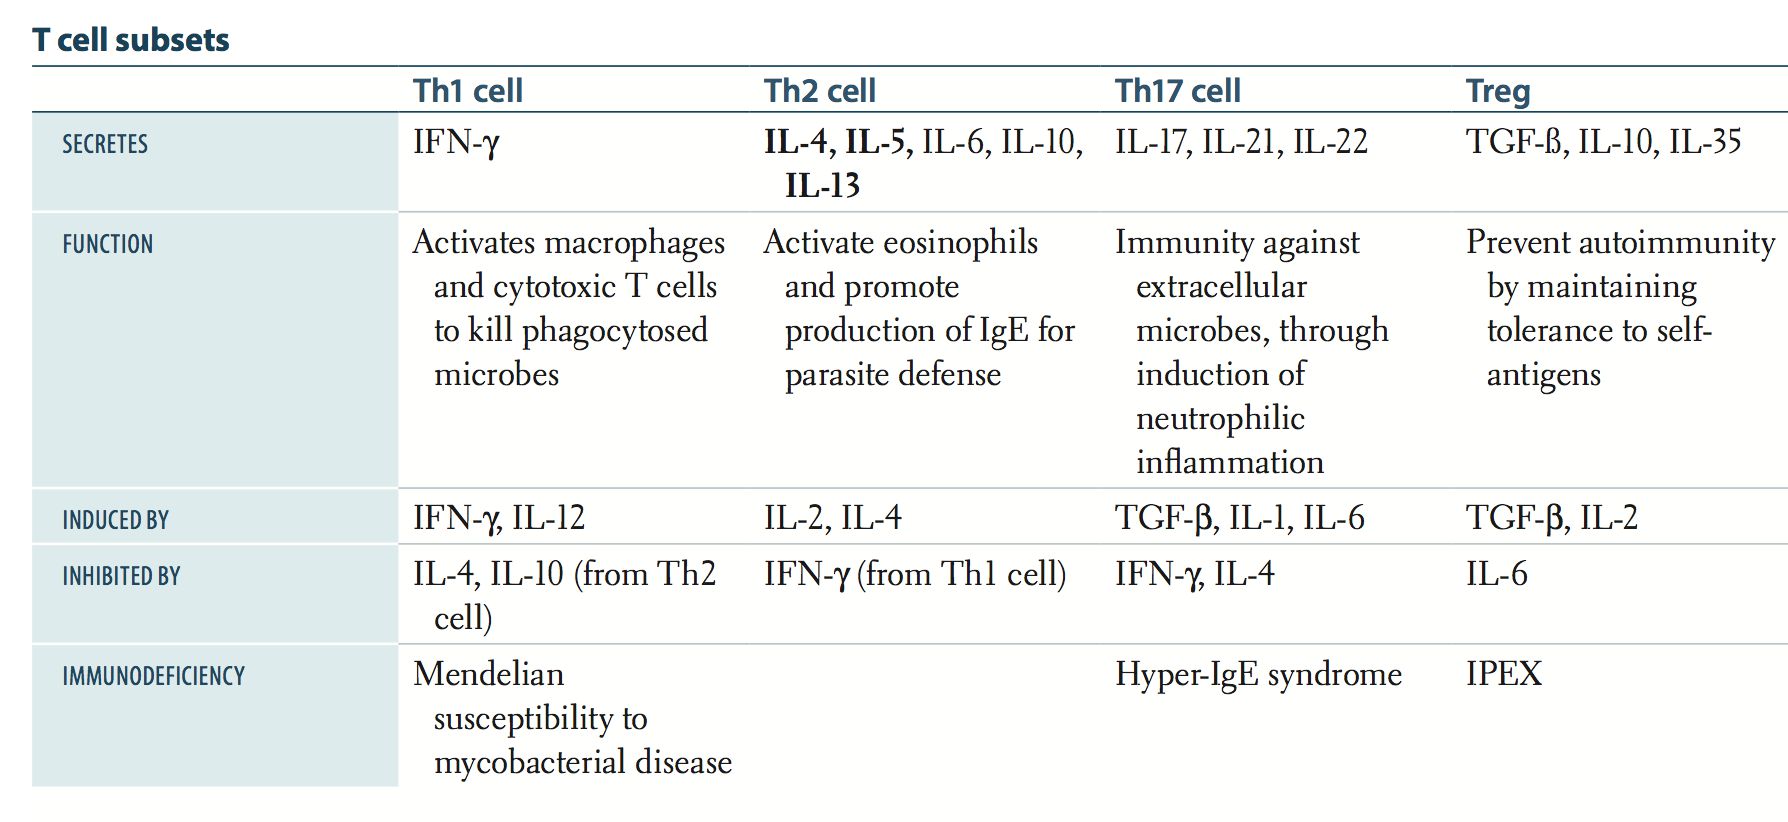 T cell subsets
Th1 cell Th2 cell Th17 cell Treg
SECRETES IFN-γ IL-4, IL-5, IL-6, IL-10, IL-17, IL-21, IL-22 TGF-ß, IL-10, IL-35
IL-13
FUNCTION Activates macrophages Activate eosinophils Immunity against Prevent autoimmunity
and cytotoxic T cells and promote extracellular by maintaining
to kill phagocytosed production of IgE for microbes, through tolerance to self-
microbes parasite defense induction of antigens
neutrophilic
inflammation
INDUCED BY IFN-γ, IL-12 IL-2, IL-4 TGF-β, IL-1, IL-6 TGF-β, IL-2
INHIBITED BY IL-4, IL-10 (from Th2 IFN-γ (from Th1 cell) IFN-γ, IL-4 IL-6
cell)
IMMUNODEFICIENCY Mendelian Hyper-IgE syndrome IPEX
susceptibility to
mycobacterial disease